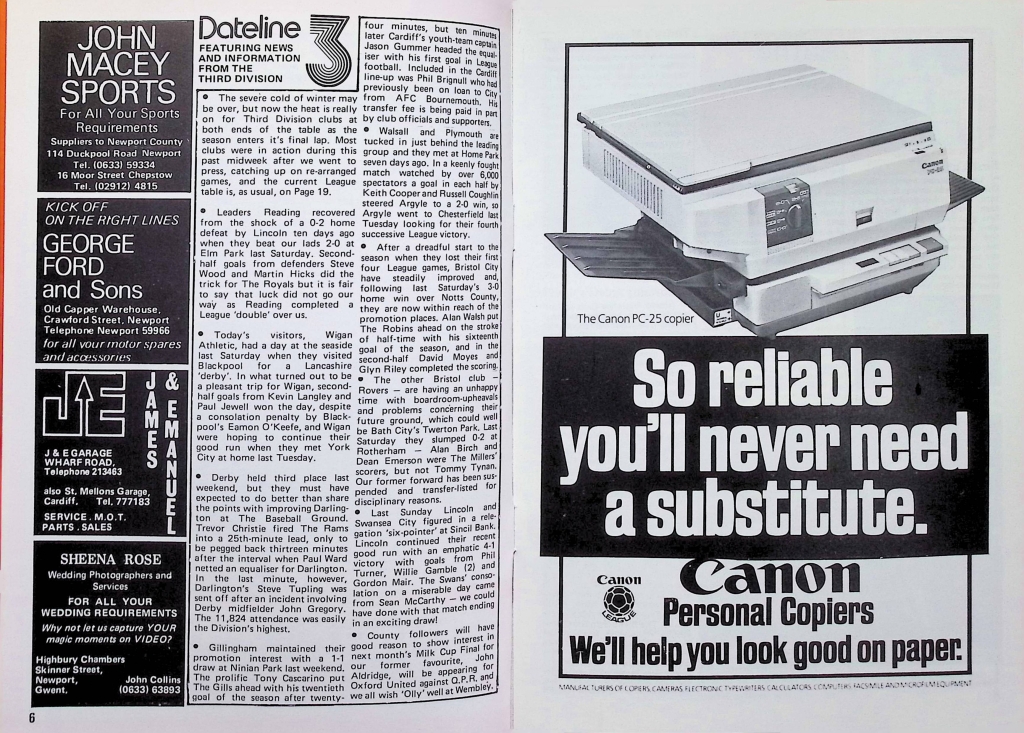 JOHN
MACEY
SPORTS
For All Your Sports
Requirements
Suppliers to Newport County
114 Duckpool Road Newport
Tel. (0633) 59334
16 Moor Street Chepstow
Tel. (02912) 4815
KICK OFF
ON THE RIGHT LINES
GEORGE
FORD
and Sons
Old Capper Warehouse,
Crawford Street, Newport
Telephone Newport 59966
for all your motor spares
and accessories
JE
JAMES
& EMANUEL
J & E GARAGE
WHARF ROAD,
Telephone 213463
also St. Mellons Garage,
Cardiff. Tel. 777183
SERVICE . M.O.T.
PARTS . SALES
SHEENA ROSE
Wedding Photographers and
Services
FOR ALL YOUR
WEDDING REQUIREMENTS
Why not let us capture YOUR
magic moments on VIDEO?
Highbury Chambers
Skinner Street,
Newport, John Collins
Gwent. (0633) 63893
6
Dateline 3
FEATURING NEWS
AND INFORMATION
FROM THE
THIRD DIVISION
• The severe cold of winter may
be over, but now the heat is really
on for Third Division clubs at
both ends of the table as the
season enters it's final lap. Most
clubs were in action during this
past midweek after we went to
press, catching up on re-arranged
games, and the current League
table is, as usual, on Page 19.
• Leaders Reading recovered
from the shock of a 0-2 home
defeat by Lincoln ten days ago
when they beat our lads 2-0 at
Elm Park last Saturday. Second-
half goals from defenders Steve
Wood and Martin Hicks did the
trick for The Royals but it is fair
to say that luck did not go our
way as Reading completed a
League 'double' over us.
• Today's visitors, Wigan
Athletic, had a day at the seaside
last Saturday when they visited
Blackpool for a Lancashire
'derby'. In what turned out to be
a pleasant trip for Wigan, second-
half goals from Kevin Langley and
Paul Jewell won the day, despite
a consolation penalty by Black-
pool's Eamon O'Keefe, and Wigan
were hoping to continue their
good run when they met York
City at home last Tuesday.
• Derby held third place last
weekend, but they must have
expected to do better than share
the points with improving Darling-
ton at The Baseball Ground.
Trevor Christie fired The Rams
into a 25th-minute lead, only to
be pegged back thirteen minutes
after the interval when Paul Ward
netted an equaliser for Darlington.
In the last minute, however,
Darlington's Steve Tupling was
sent off after an incident involving
Derby midfielder John Gregory.
The 11,824 attendance was easily
the Division's highest.
• Gillingham maintained their
promotion interest with a 1-1
draw at Ninian Park last weekend.
The prolific Tony Cascarino put
The Gills ahead with his twentieth
goal of the season after twenty-
four minutes, but ten minutes
later Cardiff's youth-team captain
Jason Gummer headed the equal-
iser with his first goal in League
football. Included in the Cardiff
line-up was Phil Brignull who had
previously been on loan to City
from AFC Bournemouth. His
transfer fee is being paid in part
by club officials and supporters.
• Walsall and Plymouth are
tucked in just behind the leading
group and they met at Home Park
seven days ago. In a keenly fought
match watched by over 6,000
spectators a goal in each half by
Keith Cooper and Russell Coughlin
steered Argyle to a 2-0 win, so
Argyle went to Chesterfield last
Tuesday looking for their fourth
successive League victory.
• After a dreadful start to the
season when they lost their first
four League games, Bristol City
have steadily improved and,
following last Saturday's 3-0
home win over Notts County,
they are now within reach of the
promotion places. Alan Walsh put
The Robins ahead on the stroke
of half-time with his sixteenth
goal of the season, and in the
second-half David Moyes and
Glyn Riley completed the scoring.
• The other Bristol club –
Rovers – are having an unhappy
time with boardroom-upheavals
and problems concerning their
future ground, which could well
be Bath City's Twerton Park. Last
Saturday they slumped 0-2 at
Rotherham – Alan Birch and
Dean Emerson were The Millers'
scorers, but not Tommy Tynan.
Our former forward has been sus-
pended and transfer-listed for
disciplinary reasons.
• Last Sunday Lincoln and
Swansea City figured in a rele-
gation 'six-pointer' at Sincil Bank.
Lincoln continued their recent
good run with an emphatic 4-1
victory with goals from Phil
Turner, Willie Gamble (2) and
Gordon Mair. The Swans' conso-
lation on a miserable day came
from Sean McCarthy – we could
have done with that match ending
in an exciting draw!
• County followers will have
good reason to show interest in
next month's Milk Cup Final for
our former favourite, John
Aldridge, will be appearing for
Oxford United against Q.P.R. and
we all wish 'Olly' well at Wembley.
Canon
PC-25
The Canon PC-25 copier
So reliable
you'll never need
a substitute.
Canon
LEAGUE
Canon
Personal Copiers
We'll help you look good on paper.
MANUFACTURERS OF COPIERS, CAMERAS, ELECTRONIC TYPEWRITERS, CALCULATORS, COMPUTERS, FACSIMILE AND MICROFILM EQUIPMENT